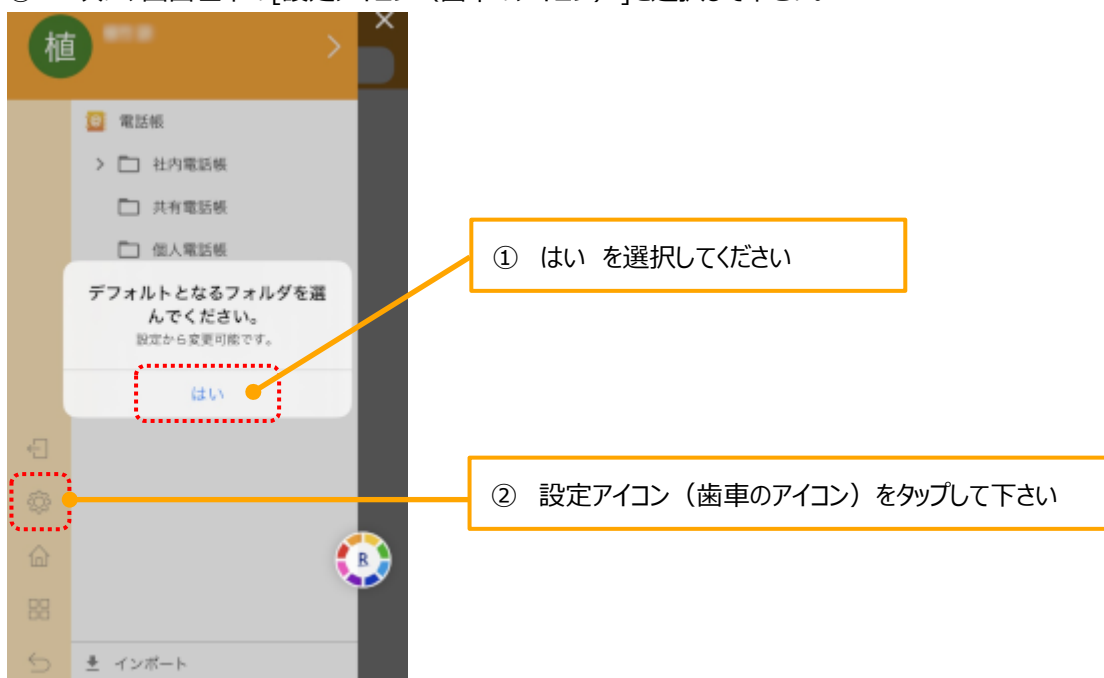 植
電話帳
社内電話帳
共有電話帳
個人電話帳
デフォルトとなるフォルダを選
んでください。
設定から変更可能です。
はい
① はい を選択してください
② 設定アイコン（歯車のアイコン）をタップして下さい
R
インポート